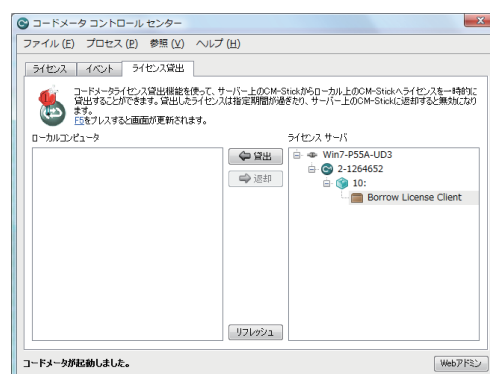 コードメータ コントロール センター
ファイル (F) プロセス (P) 参照 (V) ヘルプ (H)
ライセンス イベント ライセンス貸出
コードメータライセンス貸出機能を使って、サーバー上のCM-Stickからローカル上のCM-Stickへライセンスを一時的に
貸出することができます。貸出したライセンスは指定期間が過ぎたり、サーバー上のCM-Stickに返却すると無効になり
ます。
F5をプレスすると画面が更新されます。
ローカルコンピュータ ライセンス サーバ
貸出
返却
Win7-P55A-UD3
2-1264652
10:
Borrow License Client
リフレッシュ
コードメータが起動しました。
Webアドミン